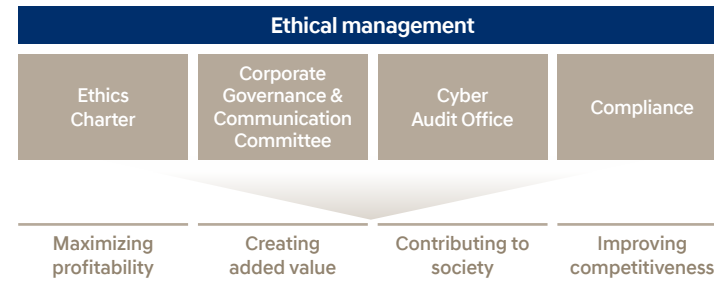 Ethical management
Ethics
Charter
Corporate
Governance &
Communication
Committee
Cyber
Audit Office
Compliance
Maximizing
profitability
Creating
added value
Contributing to
society
Improving
competitiveness